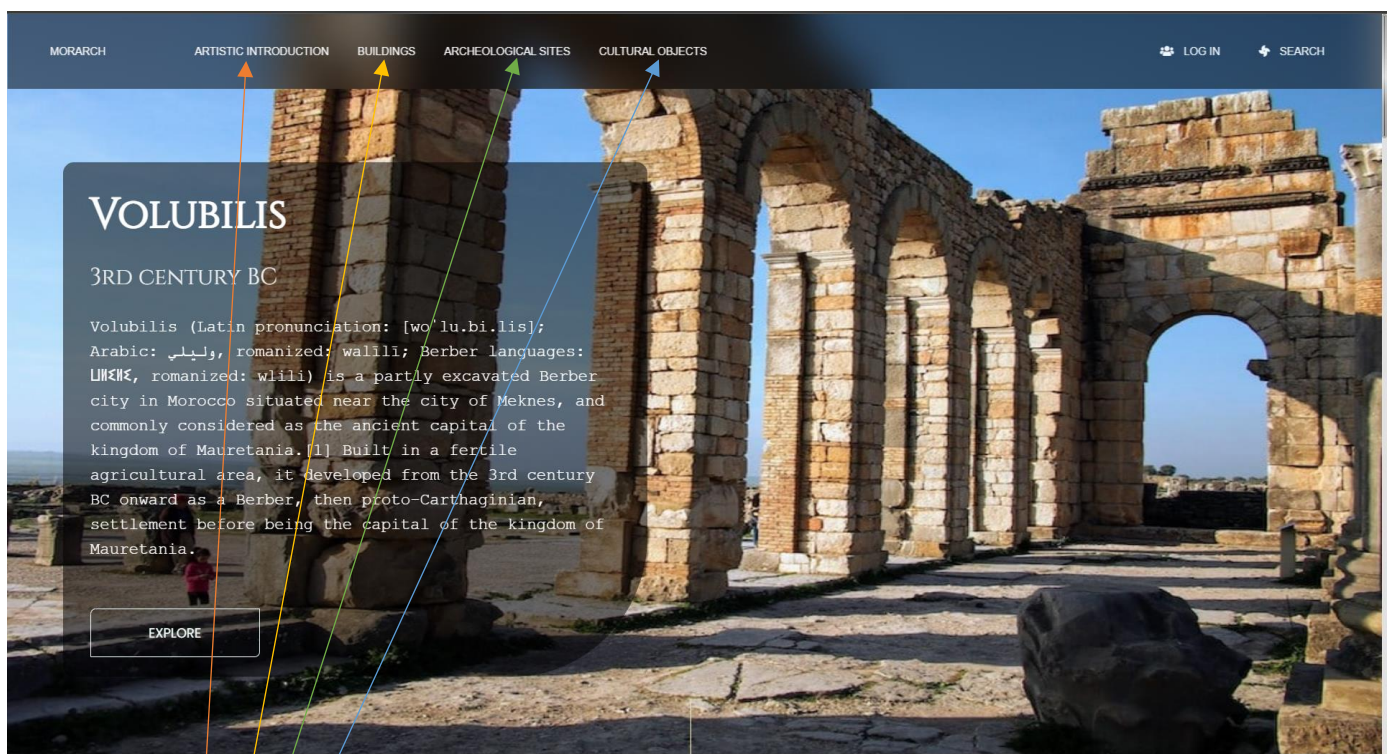 MORARCH ARTISTIC INTRODUCTION BUILDINGS ARCHEOLOGICAL SITES CULTURAL OBJECTS LOG IN SEARCH
VOLUBILIS
3RD CENTURY BC
Volubilis (Latin pronunciation: [wɔˈlu.bi.lis];
Arabic: وليلي, romanized: walīlī; Berber languages:
ⵡⵍⵉⵍⵉ, romanized: wlili) is a partly excavated Berber
city in Morocco situated near the city of Meknes, and
commonly considered as the ancient capital of the
kingdom of Mauretania.[1] Built in a fertile
agricultural area, it developed from the 3rd century
BC onward as a Berber, then proto-Carthaginian,
settlement before being the capital of the kingdom of
Mauretania.
EXPLORE